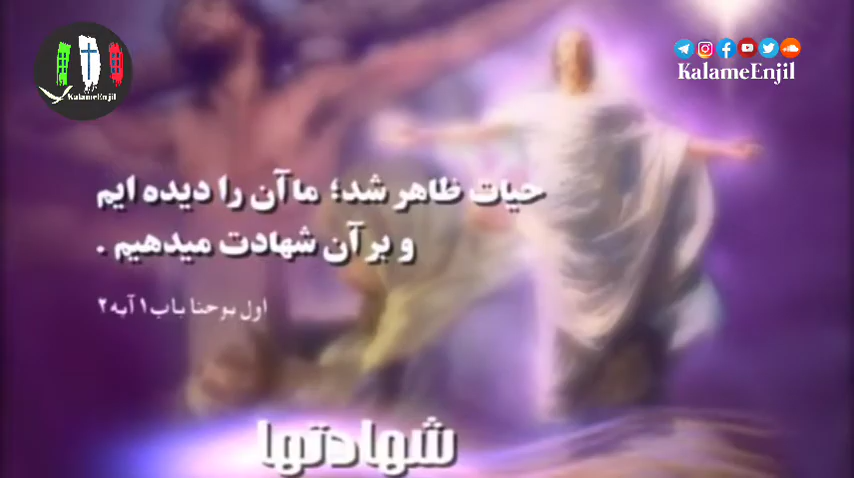 KalameEnjil
KalameEnjil
حیات ظاهر شد؛ ما آن را دیده ایم
و بر آن شهادت میدهیم .
اول یوحنا باب ۱ آیه ۲
شهادتها